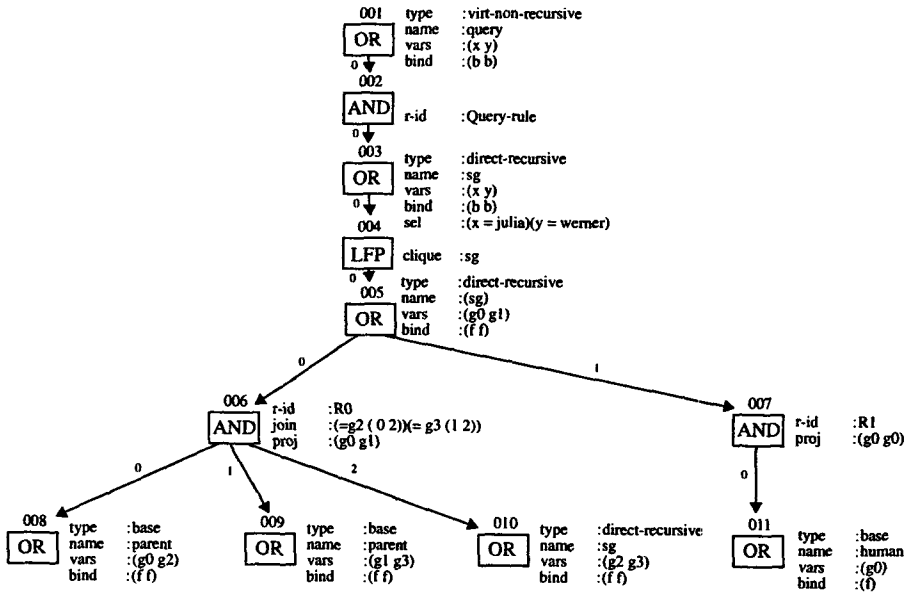 001
OR
type :virt-non-recursive
name :query
vars :(x y)
bind :(b b)
0
002
AND
r-id :Query-rule
0
003
OR
type :direct-recursive
name :sg
vars :(x y)
bind :(b b)
sel :(x = julia)(y = werner)
0
004
LFP
clique :sg
0
005
OR
type :direct-recursive
name :(sg)
vars :(g0 g1)
bind :(f f)
0
1
006
AND
r-id :R0
join :(=g2 ( 0 2))(= g3 (1 2))
proj :(g0 g1)
007
AND
r-id :R1
proj :(g0 g0)
0
1
2
0
008
OR
type :base
name :parent
vars :(g0 g2)
bind :(f f)
009
OR
type :base
name :parent
vars :(g1 g3)
bind :(f f)
010
OR
type :direct-recursive
name :sg
vars :(g2 g3)
bind :(f f)
011
OR
type :base
name :human
vars :(g0)
bind :(f)